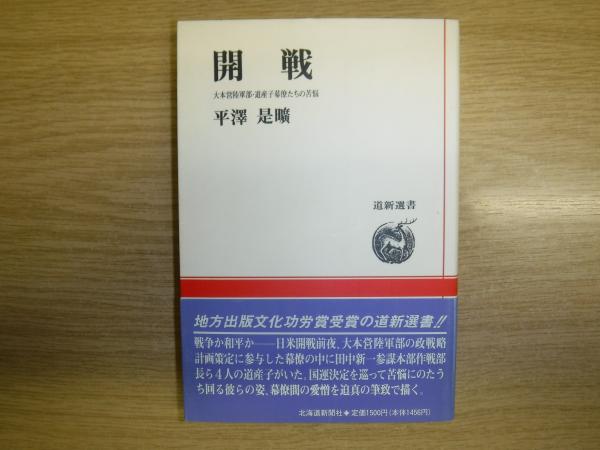 開戦
大本営陸軍部・道産子幕僚たちの苦悩
平澤 是曠
道新選書
地方出版文化功労賞受賞の道新選書!!
戦争か和平か――日米開戦前夜、大本営陸軍部の政戦略
計画策定に参与した幕僚の中に田中新一参謀本部作戦部
長ら4人の道産子がいた。国運決定を巡って苦悩にのたう
ち回る彼らの姿、幕僚間の愛憎を迫真の筆致で描く。
北海道新聞社◆定価1500円(本体1456円)